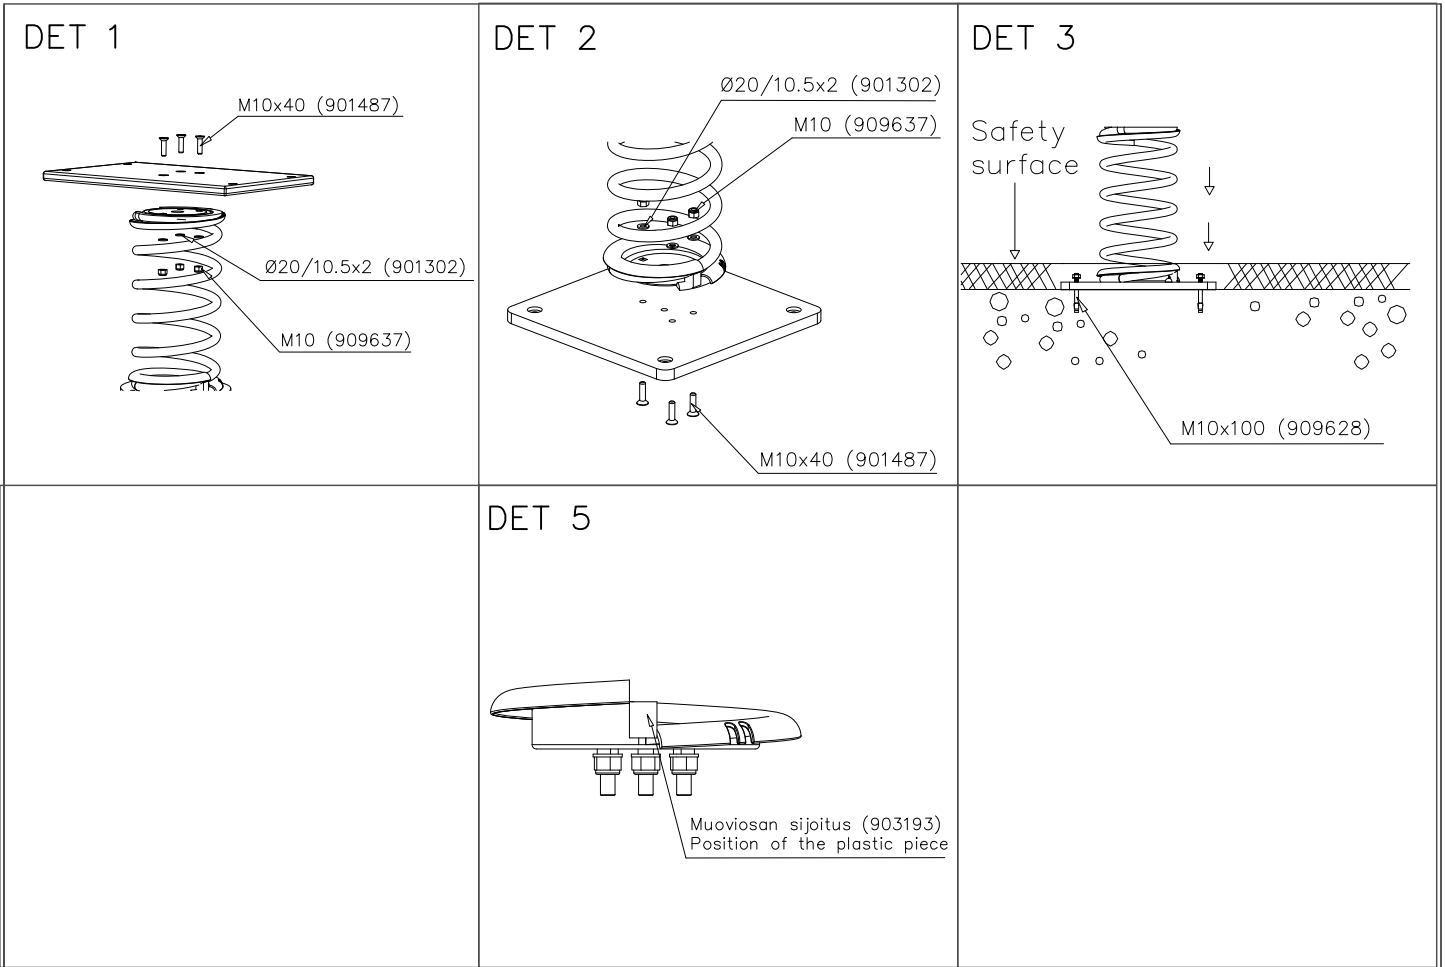 DET 1
M10x40 (901487)
Ø20/10.5x2 (901302)
M10 (909637)
DET 2
Ø20/10.5x2 (901302)
M10 (909637)
M10x40 (901487)
DET 3
Safety
surface
M10x100 (909628)
DET 5
Muoviosan sijoitus (903193)
Position of the plastic piece